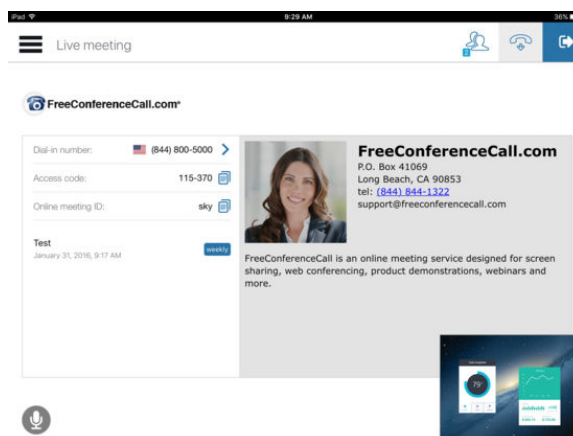 iPad
9:29 AM
36%
Live meeting
2
FreeConferenceCall.com®
Dial-in number:
(844) 800-5000
Access code:
115-370
Online meeting ID:
sky
Test
January 31, 2016, 9:17 AM
weekly
FreeConferenceCall.com
P.O. Box 41069
Long Beach, CA 90853
tel: (844) 844-1322
support@freeconferencecall.com
FreeConferenceCall is an online meeting service designed for screen
sharing, web conferencing, product demonstrations, webinars and
more.
79°